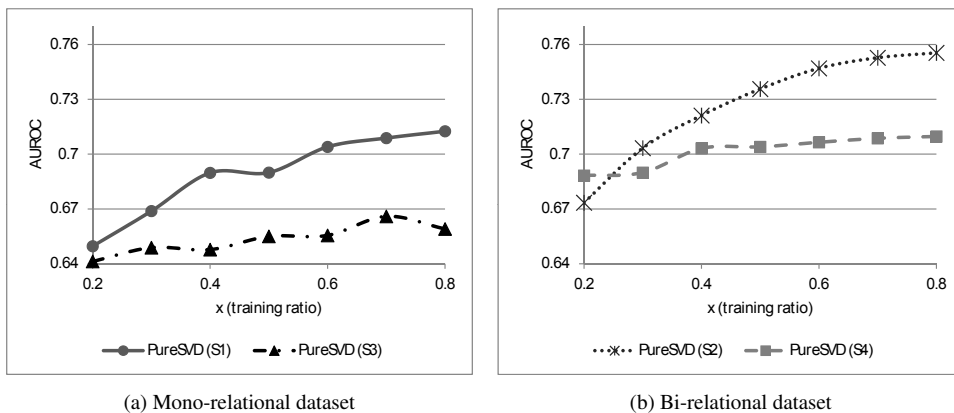 0.76
0.73
0.7
0.67
0.64
AUROC
0.2 0.4 0.6 0.8
x (training ratio)
PureSVD (S1) PureSVD (S3)
(a) Mono-relational dataset
0.76
0.73
0.7
0.67
0.64
AUROC
0.2 0.4 0.6 0.8
x (training ratio)
PureSVD (S2) PureSVD (S4)
(b) Bi-relational dataset